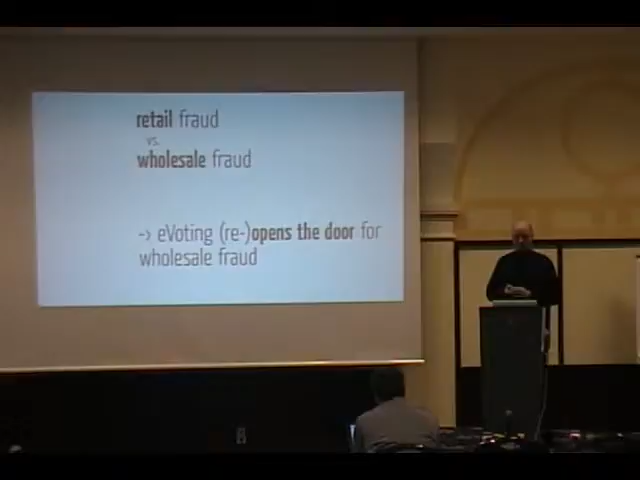 retail fraud
vs.
wholesale fraud
-> eVoting (re-)opens the door for
wholesale fraud